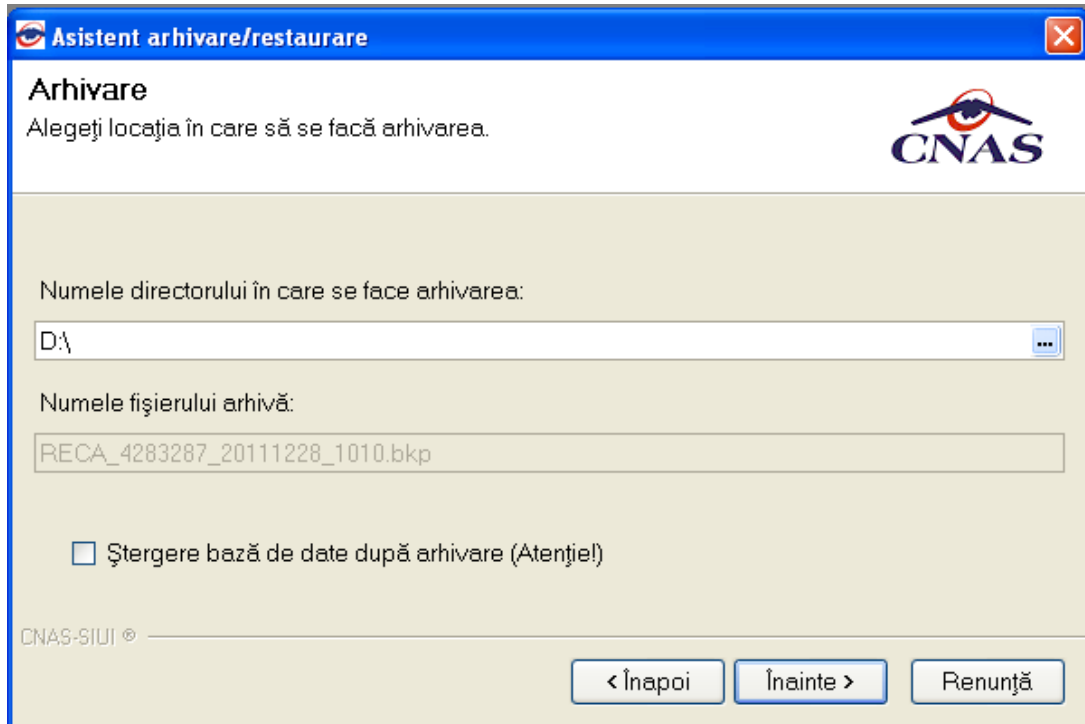 Asistent arhivare/restaurare
Arhivare
Alegeţi locaţia în care să se facă arhivarea.
CNAS
Numele directorului în care se face arhivarea:
D:\
...
Numele fişierului arhivă:
RECA_4283287_20111228_1010.bkp
Ştergere bază de date după arhivare (Atenţie!)
CNAS-SIUI ®
< Înapoi
Înainte >
Renunţă